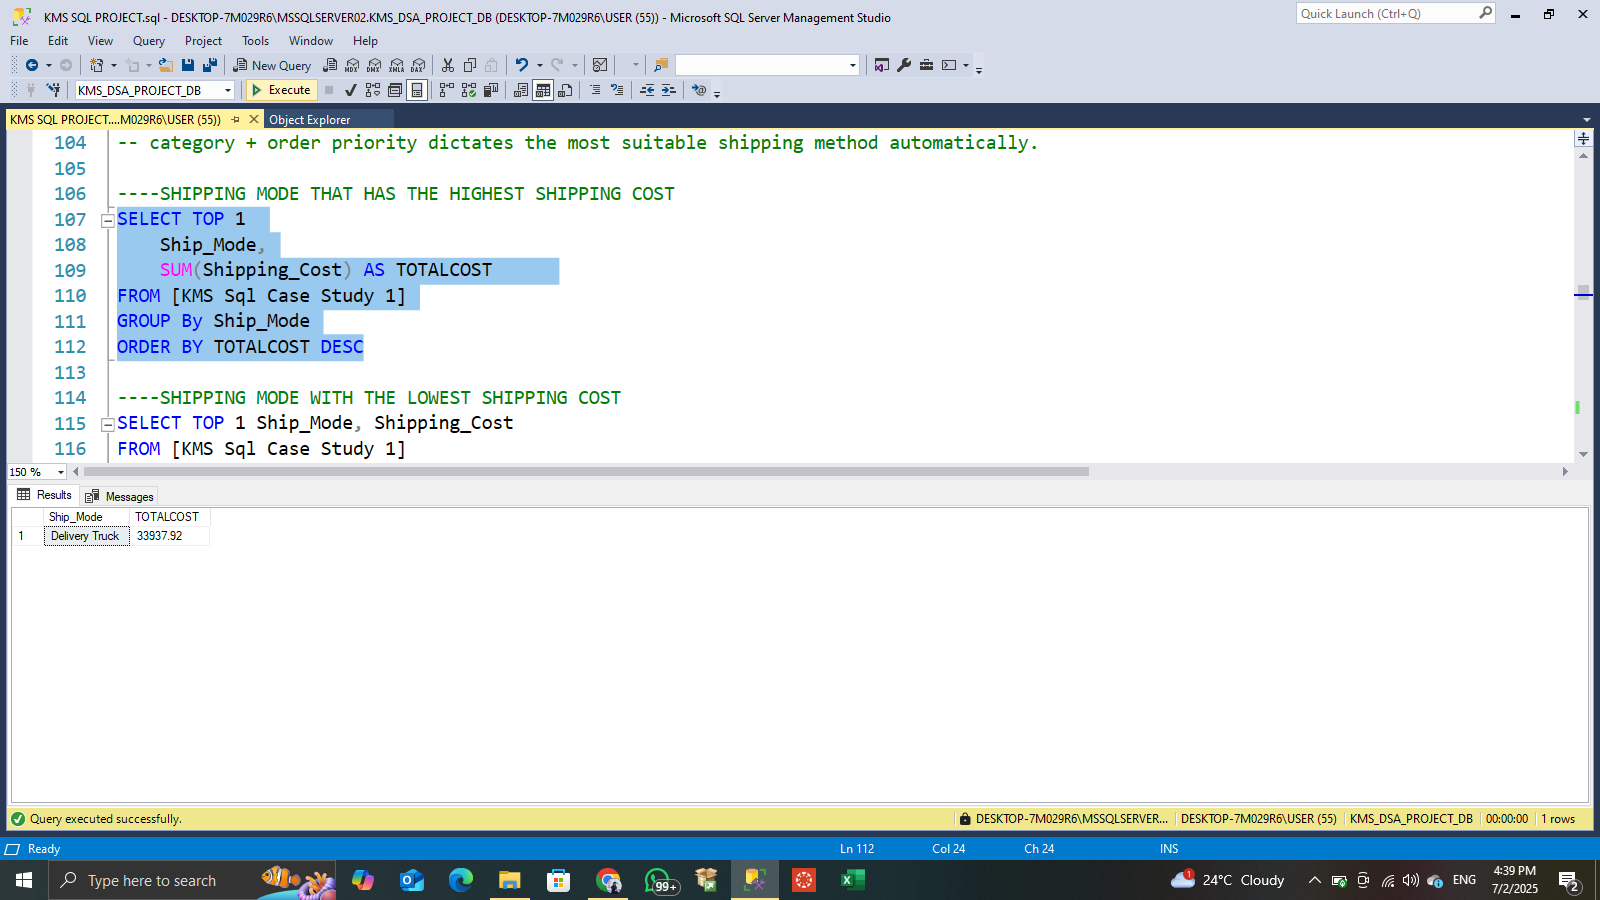 KMS SQL PROJECT.sql - DESKTOP-7M029R6\MSSQLSERVER02.KMS_DSA_PROJECT_DB (DESKTOP-7M029R6\USER (55)) - Microsoft SQL Server Management Studio
Quick Launch (Ctrl+Q)
File Edit View Query Project Tools Window Help
New Query MDX DMX XMLA DAX
KMS_DSA_PROJECT_DB Execute
KMS SQL PROJECT....M029R6\USER (55)) Object Explorer
104 -- category + order priority dictates the most suitable shipping method automatically.
105
106 ----SHIPPING MODE THAT HAS THE HIGHEST SHIPPING COST
107 SELECT TOP 1
108 Ship_Mode,
109 SUM(Shipping_Cost) AS TOTALCOST
110 FROM [KMS Sql Case Study 1]
111 GROUP By Ship_Mode
112 ORDER BY TOTALCOST DESC
113
114 ----SHIPPING MODE WITH THE LOWEST SHIPPING COST
115 SELECT TOP 1 Ship_Mode, Shipping_Cost
116 FROM [KMS Sql Case Study 1]
150 %
Results Messages
Ship_Mode TOTALCOST
1 Delivery Truck 33937.92
Query executed successfully. DESKTOP-7M029R6\MSSQLSERVER... DESKTOP-7M029R6\USER (55) KMS_DSA_PROJECT_DB 00:00:00 1 rows
Ready Ln 112 Col 24 Ch 24 INS
Type here to search 99+ 1 24°C Cloudy ENG 4:39 PM
7/2/2025 2